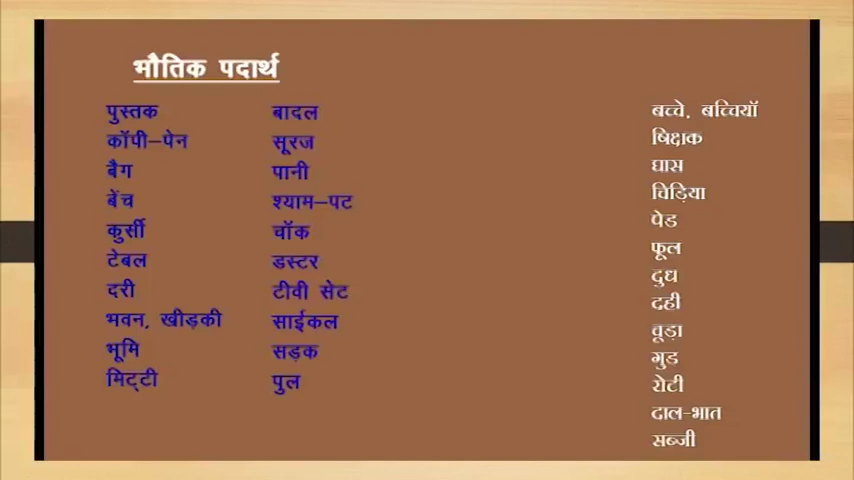 भौतिक पदार्थ
पुस्तक
कॉपी–पेन
बैग
बेंच
कुर्सी
टेबल
दरी
भवन, खीड़की
भूमि
मिट्टी
बादल
सूरज
पानी
श्याम–पट
चॉक
डस्टर
टीवी सेट
साईकल
सड़क
पुल
बच्चे, बच्चियॉ
षिक्षक
घास
चिड़िया
पेड
फूल
दुध
दही
चूड़ा
गुड
रोटी
दाल-भात
सब्जी